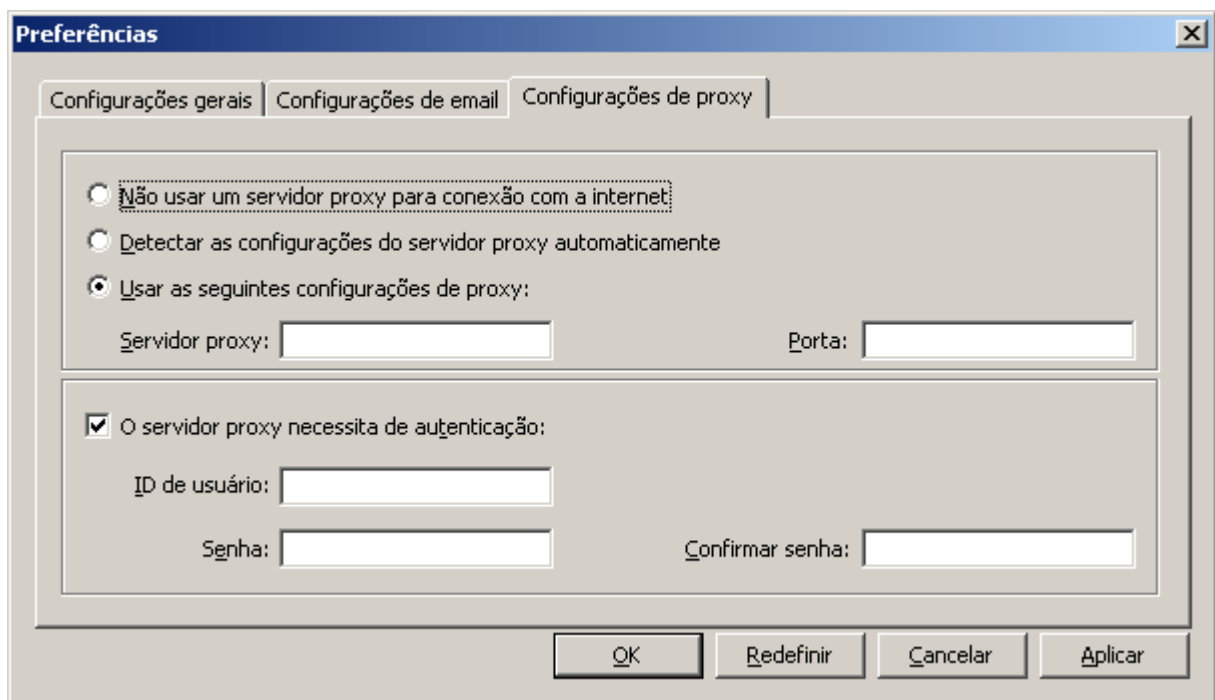 Preferências
Configurações gerais Configurações de email Configurações de proxy
Não usar um servidor proxy para conexão com a internet
Detectar as configurações do servidor proxy automaticamente
Usar as seguintes configurações de proxy:
Servidor proxy: Porta:
O servidor proxy necessita de autenticação:
ID de usuário:
Senha: Confirmar senha:
OK Redefinir Cancelar Aplicar